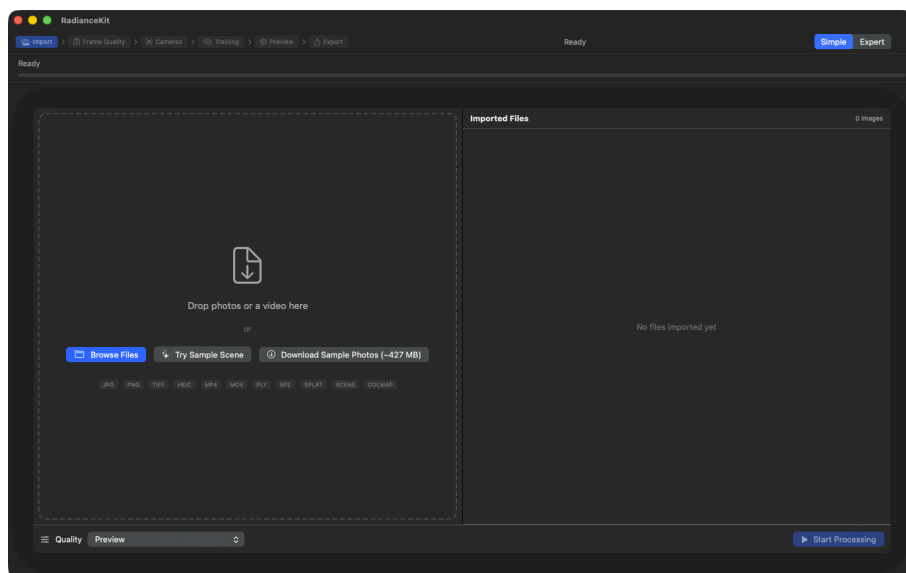 RadianceKit
Import > Frame Quality > Cameras > Training > Preview > Export
Ready
Simple Expert
Ready
Imported Files
0 images
Drop photos or a video here
or
Browse Files
Try Sample Scene
Download Sample Photos (~427 MB)
JPG PNG TIFF HEIC MP4 MOV PLY SPZ SPLAT SCENE COLMAP
No files imported yet
Quality Preview
Start Processing